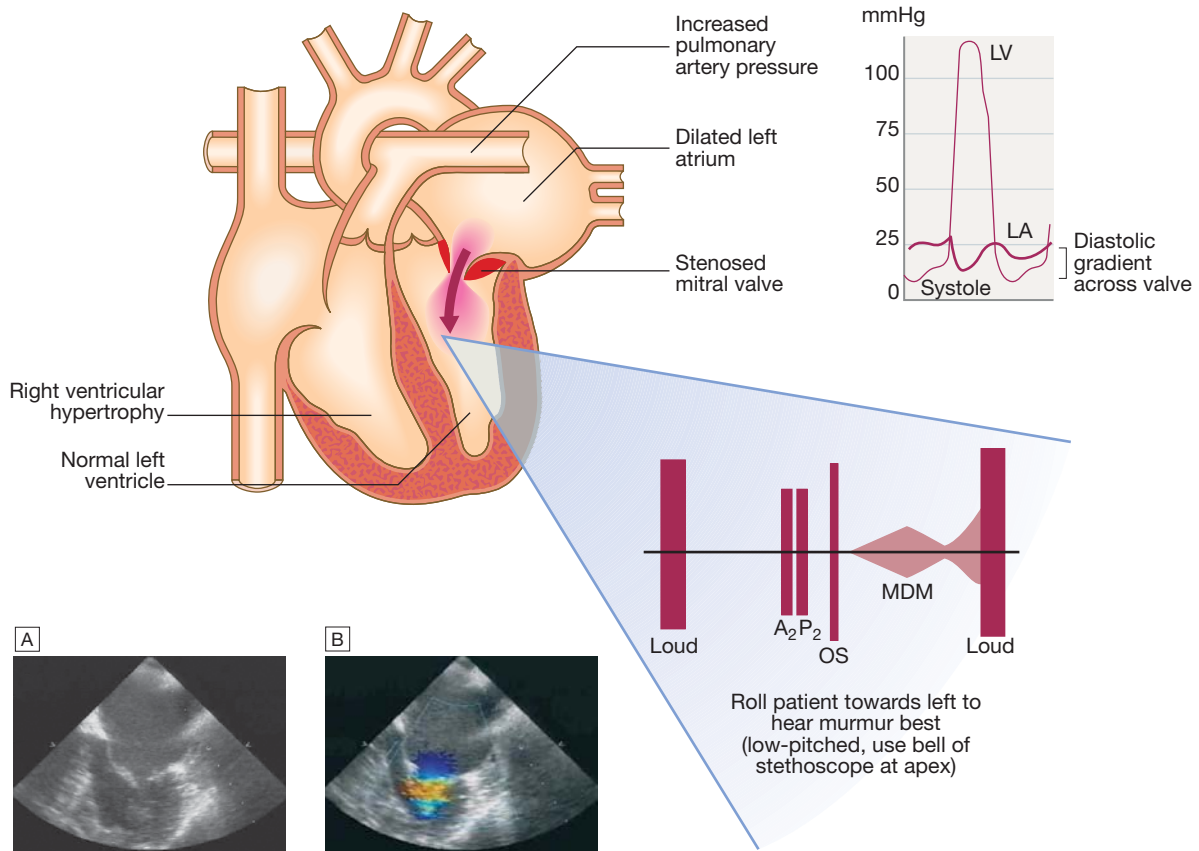 Increased
pulmonary
artery pressure
Dilated left
atrium
Stenosed
mitral valve
Right ventricular
hypertrophy
Normal left
ventricle
mmHg
100
75
50
25
0
LV
LA
Systole
Diastolic
gradient
across valve
Loud
A₂ P₂
OS
MDM
Loud
Roll patient towards left to
hear murmur best
(low-pitched, use bell of
stethoscope at apex)
A
B